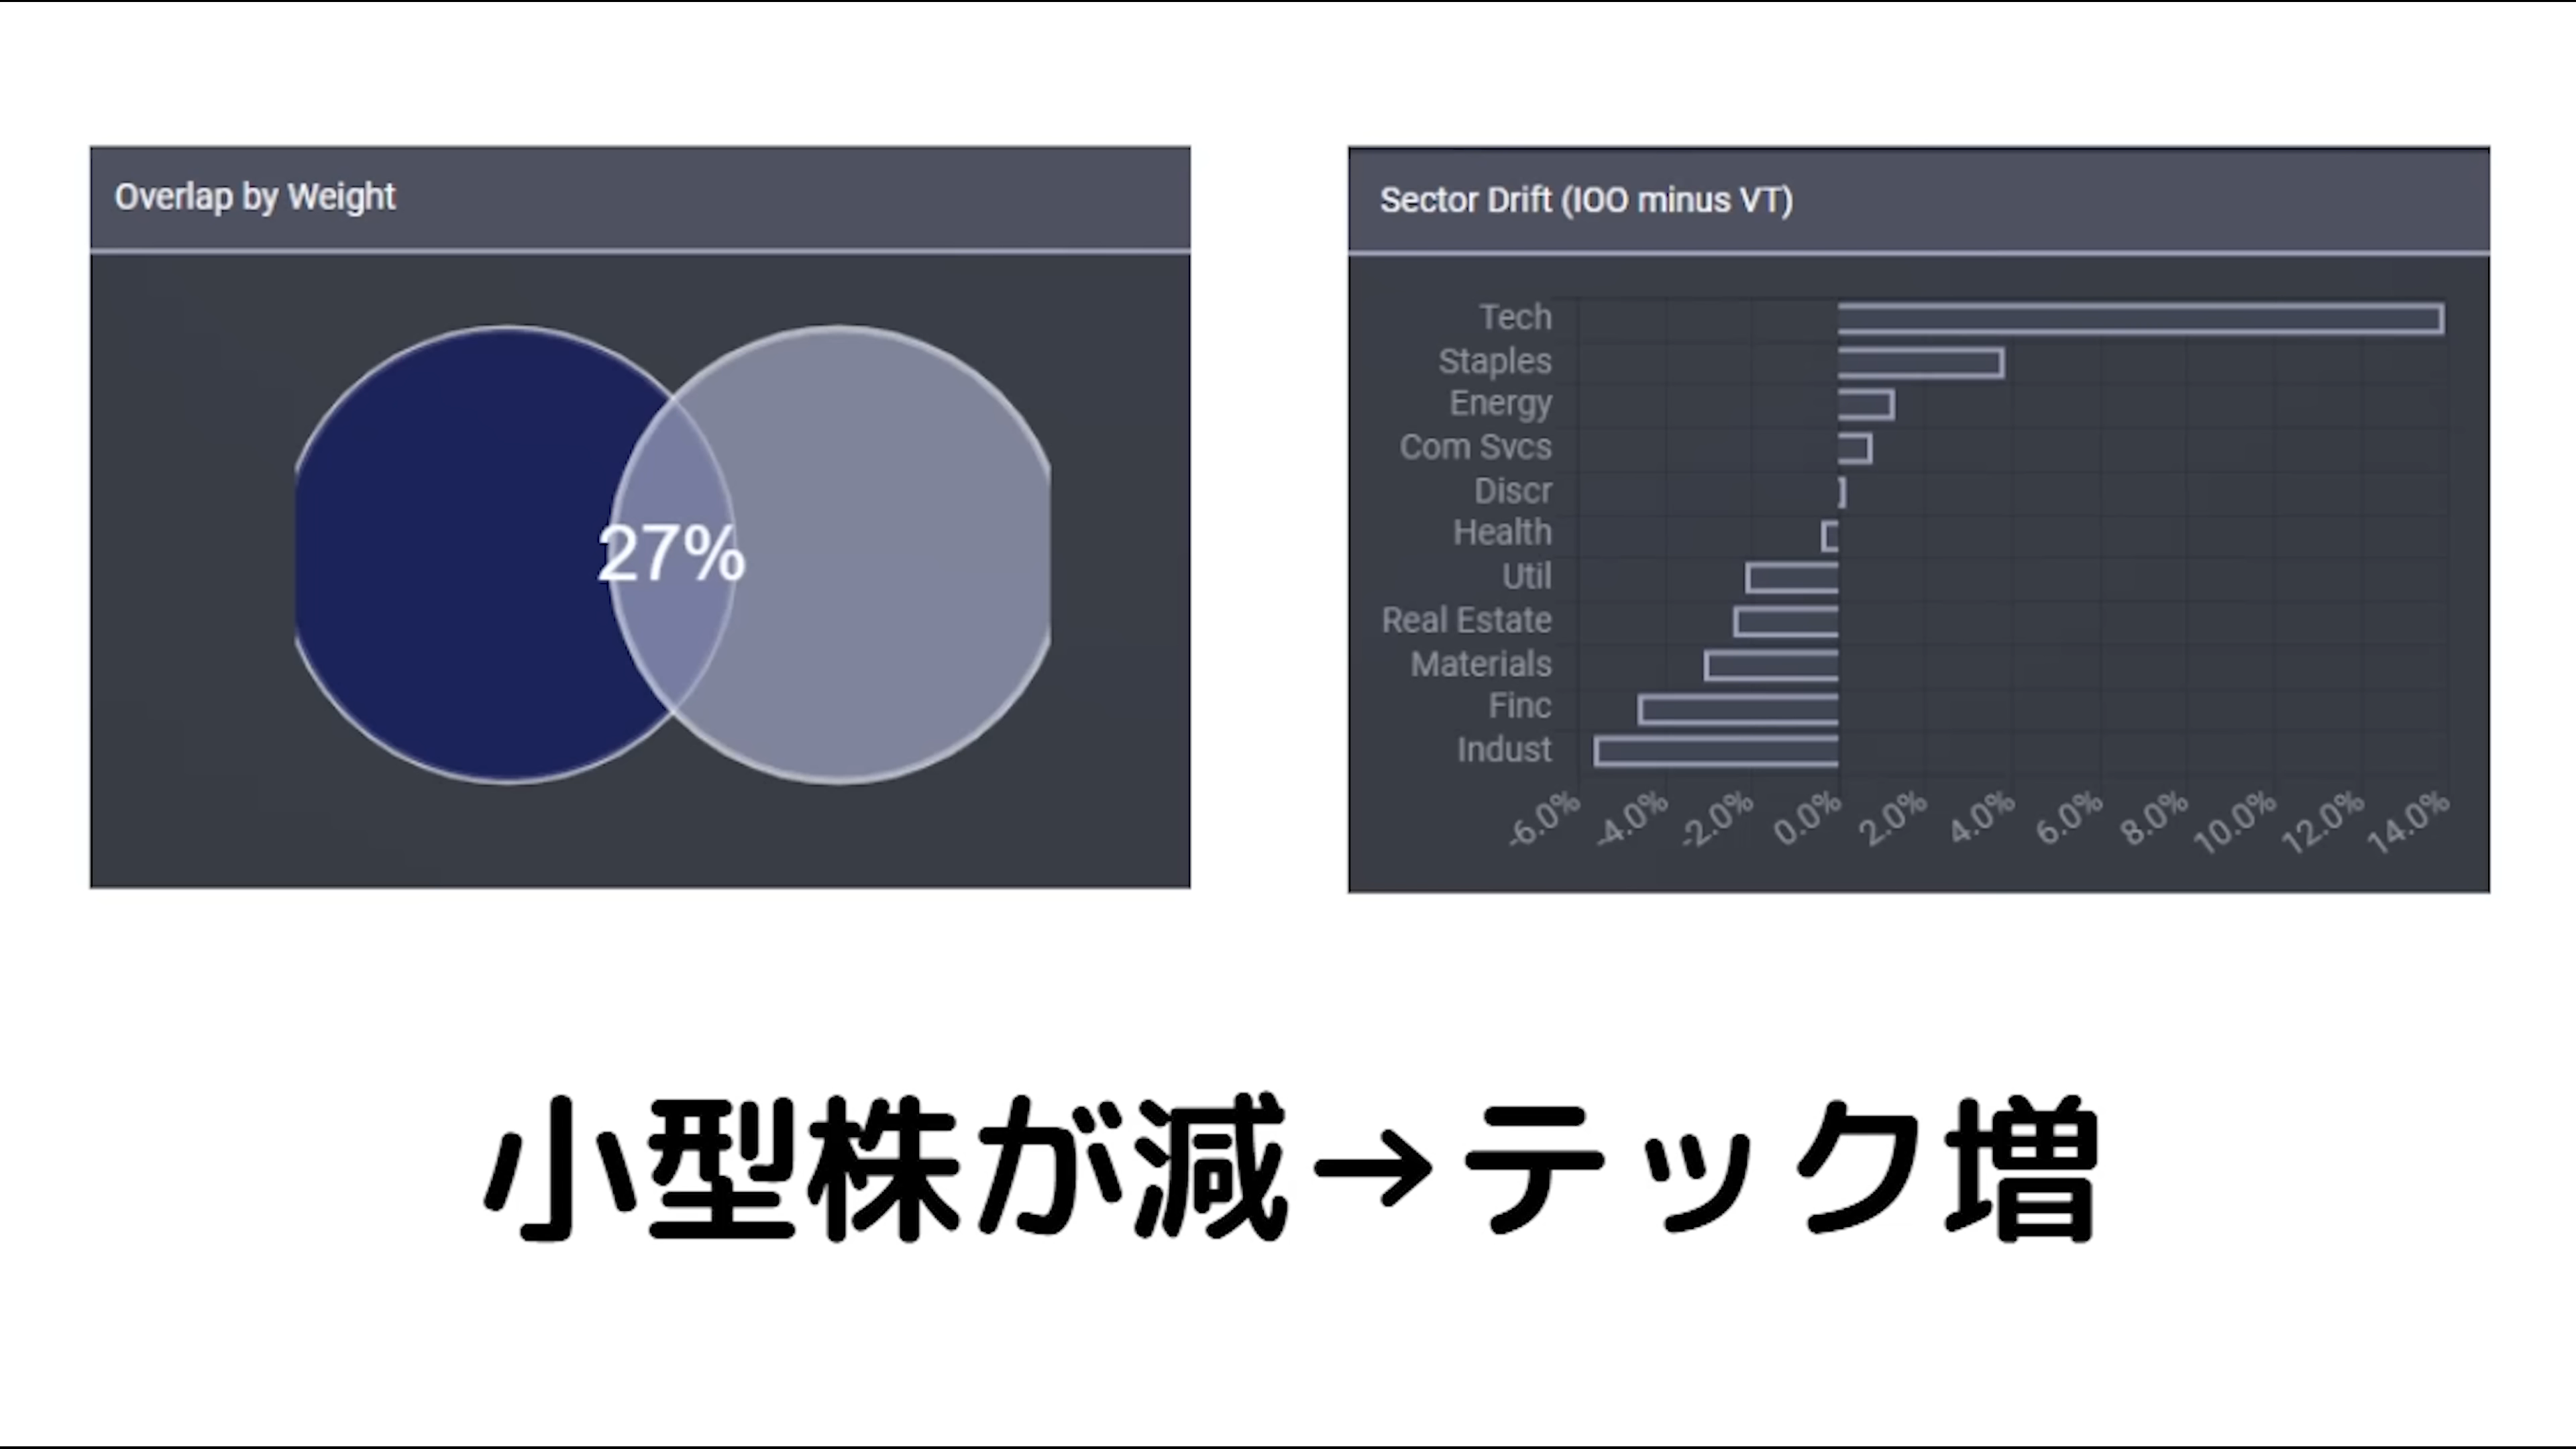 Overlap by Weight
27%
Sector Drift (IOO minus VT)
Tech
Staples
Energy
Com Svcs
Discr
Health
Util
Real Estate
Materials
Finc
Indust
-6.0% -4.0% -2.0% 0.0% 2.0% 4.0% 6.0% 8.0% 10.0% 12.0% 14.0%
小型株が減→テック増